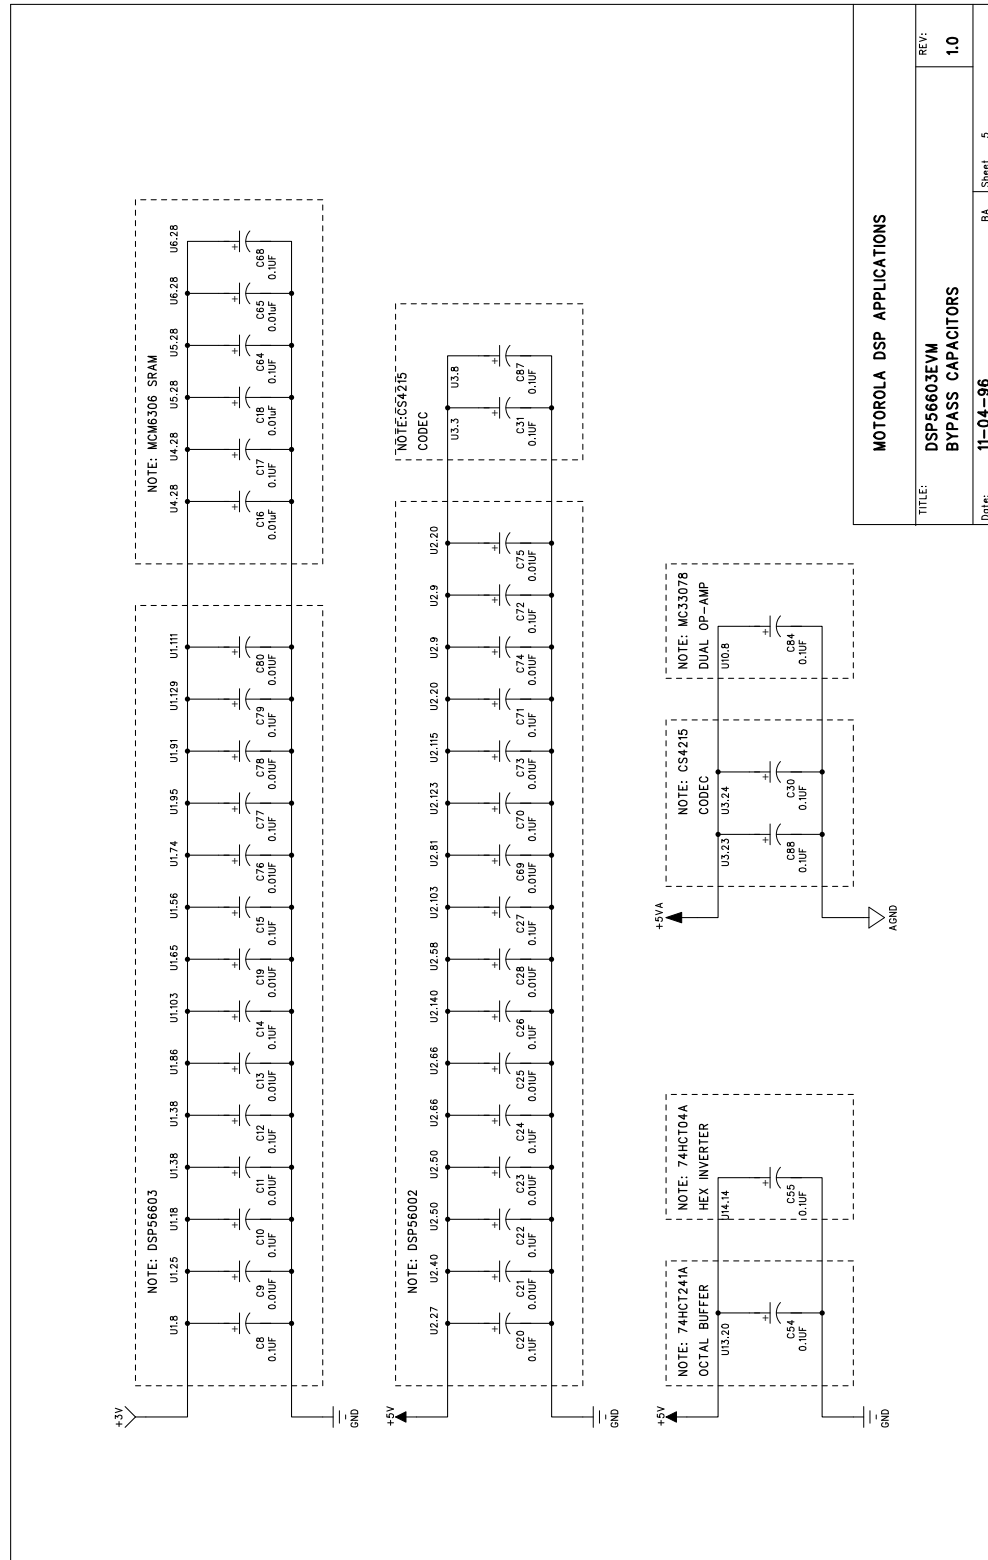 +3V
GND
NOTE: DSP56603
U1.8
C8
0.1UF
U1.25
C9
0.01UF
U1.18
C10
0.1UF
U1.38
C11
0.01UF
U1.38
C12
0.1UF
U1.86
C13
0.01UF
U1.103
C14
0.1UF
U1.65
C19
0.01UF
U1.56
C15
0.1UF
U1.74
C76
0.01UF
U1.95
C77
0.1UF
U1.91
C78
0.01UF
U1.129
C79
0.1UF
U1.111
C80
0.01UF
NOTE: MCM6306 SRAM
U4.28
C16
0.01uF
U4.28
C17
0.1UF
U5.28
C18
0.01uF
U5.28
C64
0.1UF
U6.28
C65
0.01uF
U6.28
C68
0.1UF
+5V
GND
NOTE: DSP56002
U2.27
C20
0.1UF
U2.40
C21
0.01UF
U2.50
C22
0.1UF
U2.50
C23
0.01UF
U2.66
C24
0.1UF
U2.66
C25
0.01UF
U2.140
C26
0.1UF
U2.58
C28
0.01UF
U2.103
C27
0.1UF
U2.81
C69
0.01UF
U2.123
C70
0.1UF
U2.115
C73
0.01UF
U2.20
C71
0.1UF
U2.9
C74
0.01UF
U2.9
C72
0.1UF
U2.20
C75
0.01UF
NOTE:CS4215
CODEC
U3.3
C31
0.1UF
U3.8
C87
0.1UF
+5V
GND
NOTE: 74HCT241A
OCTAL BUFFER
U13.20
C54
0.1UF
NOTE: 74HCT04A
HEX INVERTER
U14.14
C55
0.1UF
+5VA
AGND
NOTE: CS4215
CODEC
U3.23
C88
0.1UF
U3.24
C30
0.1UF
NOTE: MC33078
DUAL OP-AMP
U10.8
C84
0.1UF
MOTOROLA DSP APPLICATIONS
TITLE:
DSP56603EVM
BYPASS CAPACITORS
REV:
1.0
Date: 11-04-96 BA Sheet 5